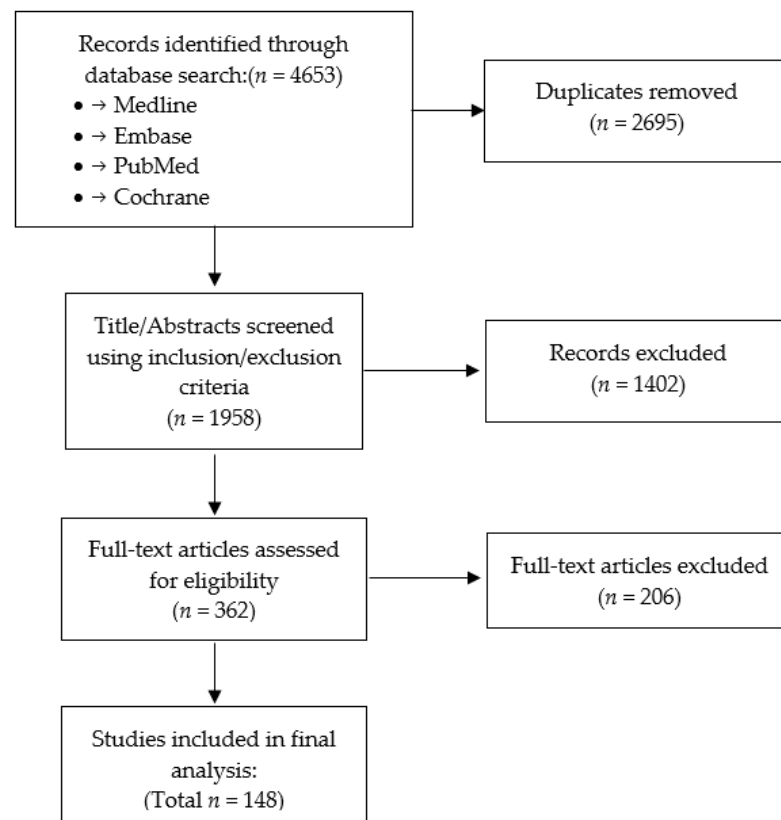 Records identified through
database search:(n = 4653)
• → Medline
• → Embase
• → PubMed
• → Cochrane
Duplicates removed
(n = 2695)
Title/Abstracts screened
using inclusion/exclusion
criteria
(n = 1958)
Records excluded
(n = 1402)
Full-text articles assessed
for eligibility
(n = 362)
Full-text articles excluded
(n = 206)
Studies included in final
analysis:
(Total n = 148)